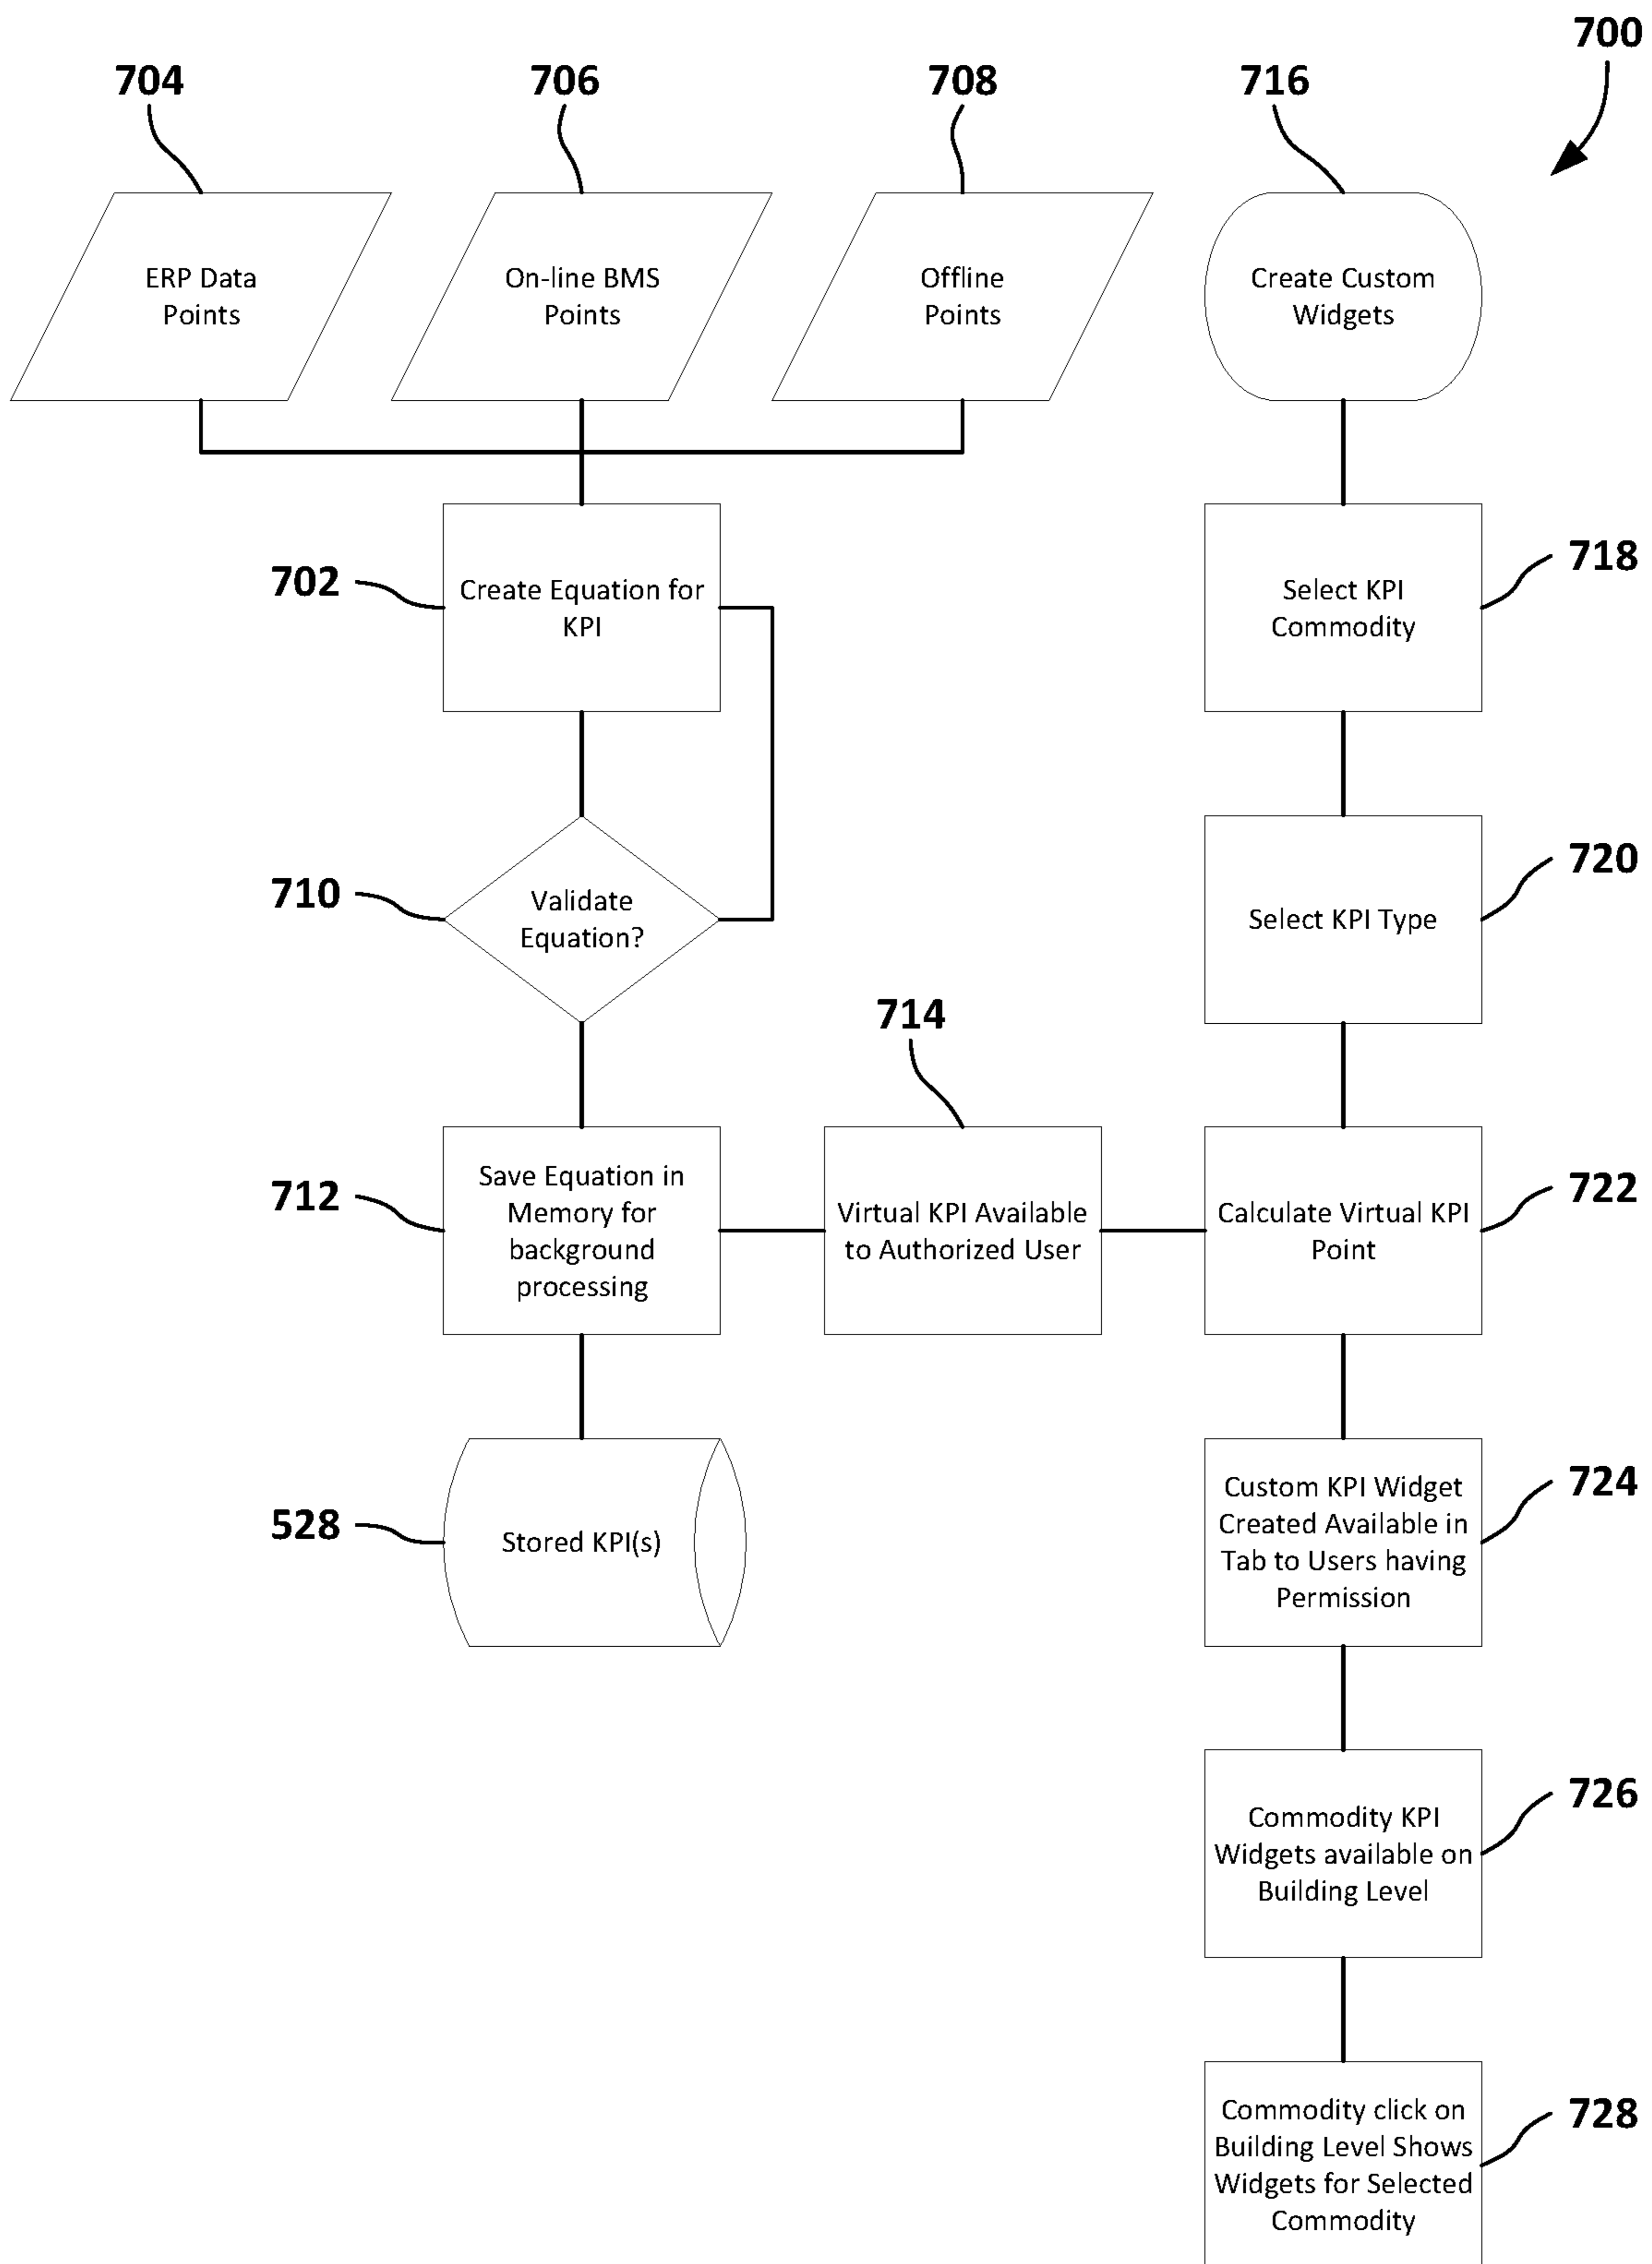 700
704
706
708
716
ERP Data
Points
On-line BMS
Points
Offline
Points
Create Custom
Widgets
702
Create Equation for
KPI
Select KPI
Commodity
718
710
Validate
Equation?
Select KPI Type
720
714
712
Save Equation in
Memory for
background
processing
Virtual KPI Available
to Authorized User
Calculate Virtual KPI
Point
722
528
Stored KPI(s)
Custom KPI Widget
Created Available in
Tab to Users having
Permission
724
Commodity KPI
Widgets available on
Building Level
726
Commodity click on
Building Level Shows
Widgets for Selected
Commodity
728